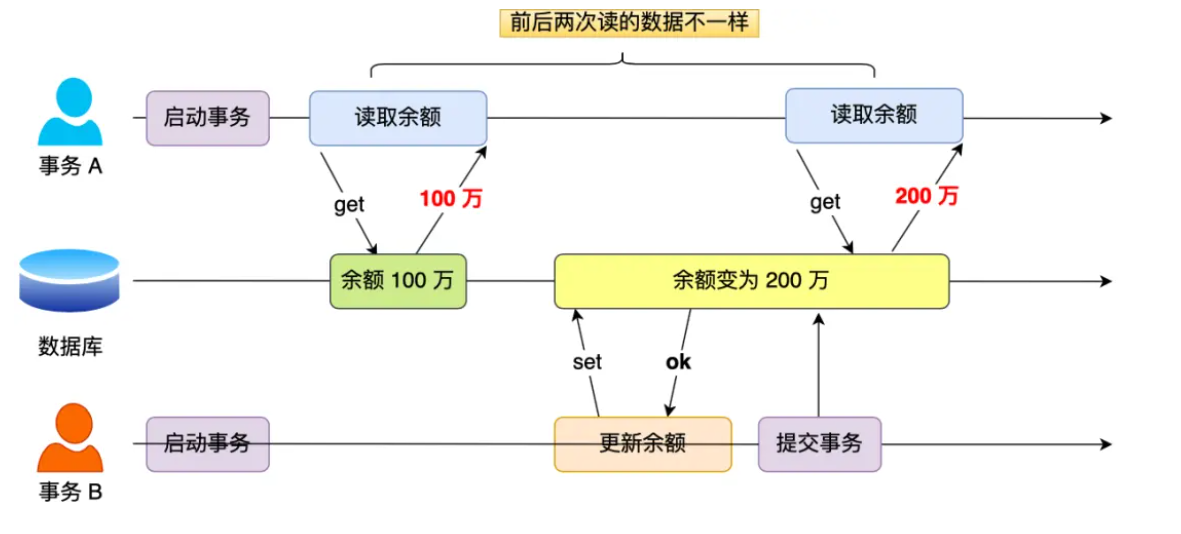 前后两次读的数据不一样
启动事务
读取余额
读取余额
事务 A
get
100 万
get
200 万
余额 100 万
余额变为 200 万
数据库
set
ok
启动事务
更新余额
提交事务
事务 B